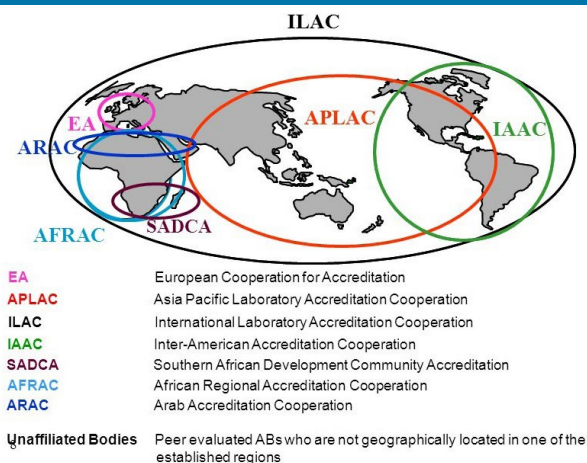 ILAC
EA
APLAC
IAAC
ARAC
SADCA
AFRAC
EA European Cooperation for Accreditation
APLAC Asia Pacific Laboratory Accreditation Cooperation
ILAC International Laboratory Accreditation Cooperation
IAAC Inter-American Accreditation Cooperation
SADCA Southern African Development Community Accreditation
AFRAC African Regional Accreditation Cooperation
ARAC Arab Accreditation Cooperation
Unaffiliated Bodies Peer evaluated ABs who are not geographically located in one of the
established regions